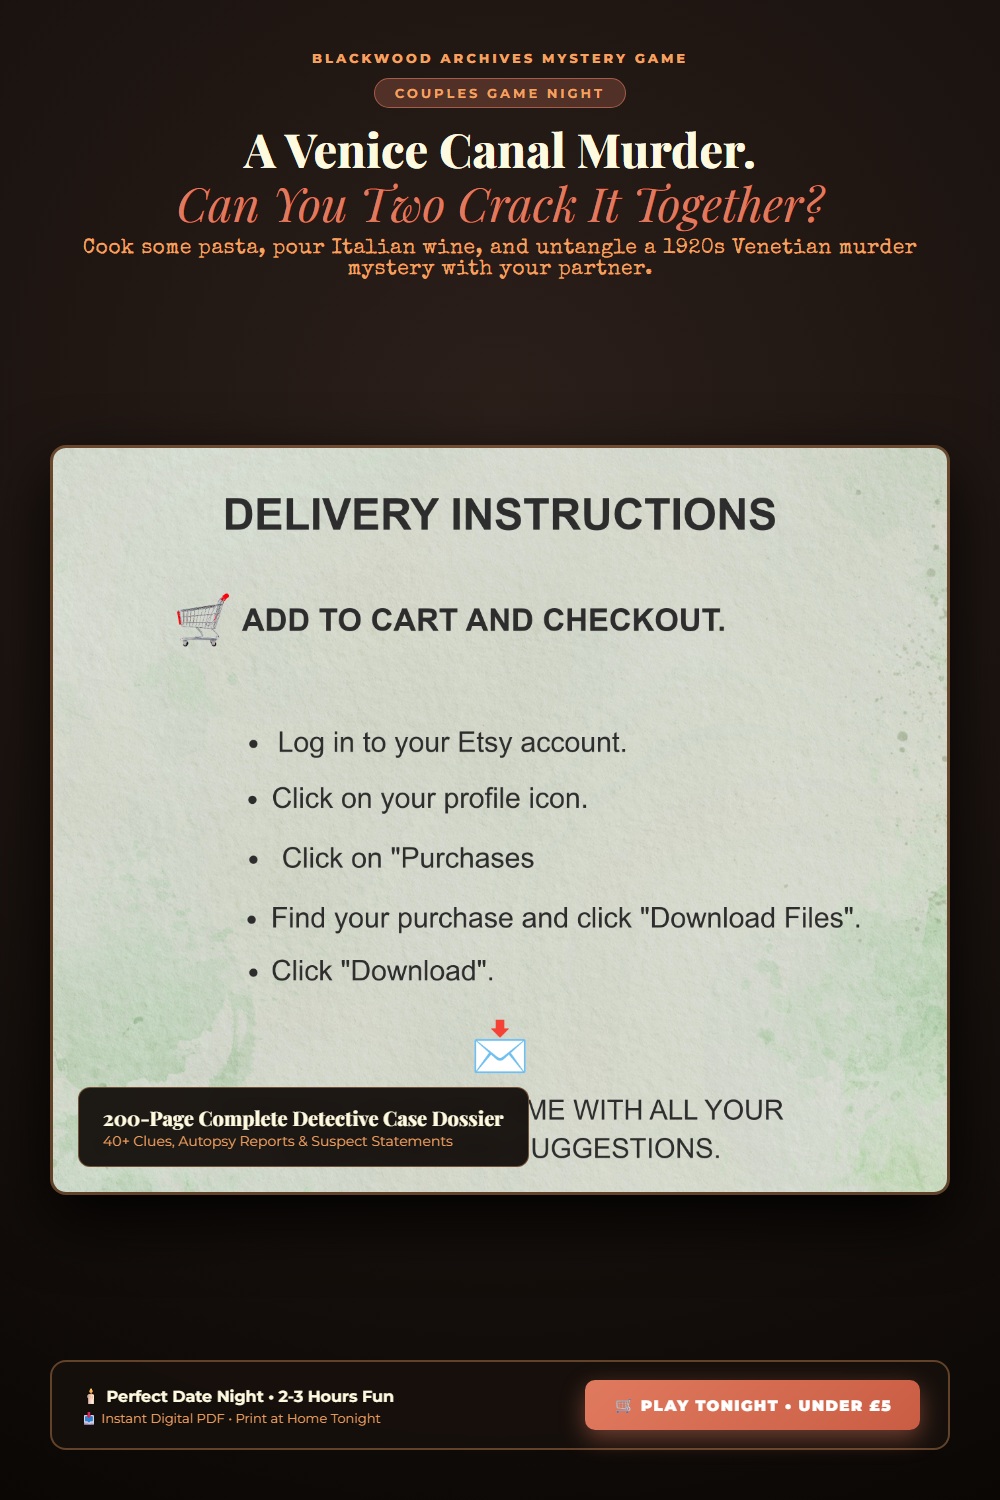 BLACKWOOD ARCHIVES MYSTERY GAME
COUPLES GAME NIGHT
A Venice Canal Murder.
Can You Two Crack It Together?
Cook some pasta, pour Italian wine, and untangle a 1920s Venetian murder
mystery with your partner.
DELIVERY INSTRUCTIONS
ADD TO CART AND CHECKOUT.
• Log in to your Etsy account.
• Click on your profile icon.
• Click on "Purchases
• Find your purchase and click "Download Files".
• Click "Download".
ME WITH ALL YOUR
UGGESTIONS.
200-Page Complete Detective Case Dossier
40+ Clues, Autopsy Reports & Suspect Statements
Perfect Date Night • 2-3 Hours Fun
Instant Digital PDF • Print at Home Tonight
PLAY TONIGHT • UNDER £5